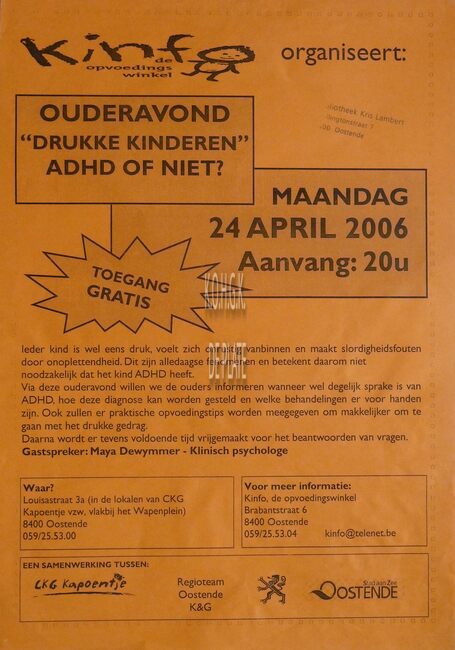 Kinfo
de
opvoedings
winkel
organiseert:
Kris Lambert
7
Oostende
OUDERAVOND
“DRUKKE KINDEREN”
ADHD OF NIET?
MAANDAG
24 APRIL 2006
Aanvang: 20u
TOEGANG
GRATIS
Ieder kind is wel eens druk, voelt zich onrustig vanbinnen en maakt slordigheidsfouten
door onoplettendheid. Dit zijn alledaagse en betekent daarom niet
noodzakelijk dat het kind ADHD heeft.
Via deze ouderavond willen we de ouders informeren wanneer wel degelijk sprake is van
ADHD, hoe deze diagnose kan worden gesteld en welke behandelingen er voor handen
zijn. Ook zullen er praktische opvoedingstips worden meegegeven om makkelijker om te
gaan met het drukke gedrag.
Daarna wordt er tevens voldoende tijd vrijgemaakt voor het beantwoorden van vragen.
Gastspreker: Maya Dewymmer - Klinisch psychologe
Waar?
Louisastraat 3a (in de lokalen van CKG
Kapoentje vzw. vlakbij het Wapenplein)
8400 Oostende
059/25.53.00
Voor meer informatie:
Kinfo, de opvoedingswinkel
Brabantstraat 6
8400 Oostende
059/25.53.04 kinfo@telenet.be
EEN SAMENWERKING TUSSEN:
CKG Kapoentje
Regioteam
Oostende
K&G
Stad aan Zee
OOSTENDE